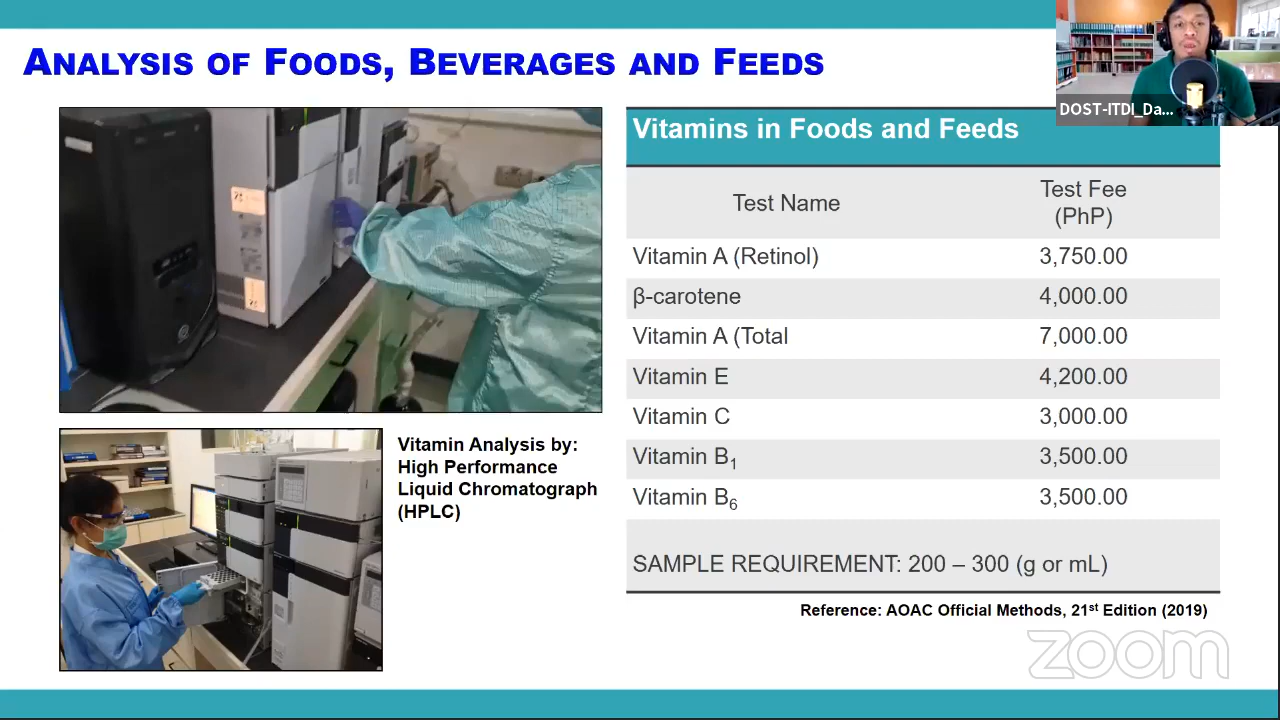 ANALYSIS OF FOODS, BEVERAGES AND FEEDS
DOST-ITDI_Da...
Vitamins in Foods and Feeds
Test Name
Test Fee
(PhP)
Vitamin A (Retinol) 3,750.00
β-carotene 4,000.00
Vitamin A (Total 7,000.00
Vitamin E 4,200.00
Vitamin C 3,000.00
Vitamin B1 3,500.00
Vitamin B6 3,500.00
SAMPLE REQUIREMENT: 200 – 300 (g or mL)
Reference: AOAC Official Methods, 21st Edition (2019)
Vitamin Analysis by:
High Performance
Liquid Chromatograph
(HPLC)
zoom